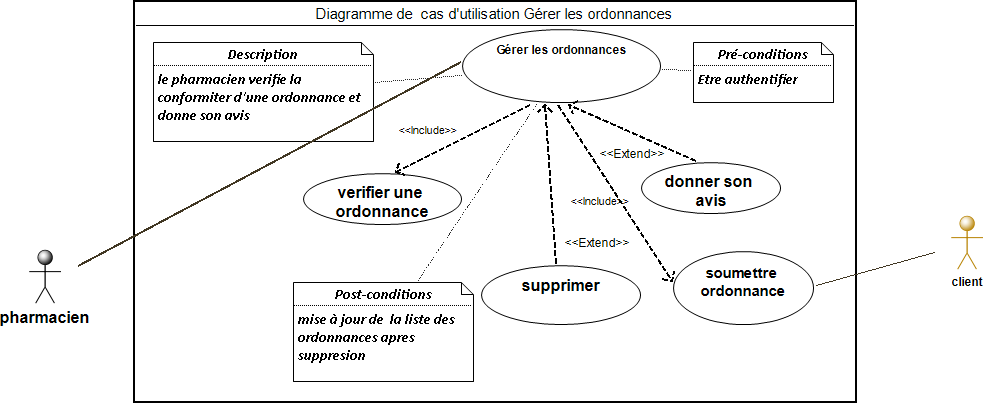 Diagramme de cas d'utilisation Gérer les ordonnances
Description
le pharmacien verifie la
conformiter d'une ordonnance et
donne son avis
Gérer les ordonnances
Pré-conditions
Etre authentifier
<<Include>>
<<Extend>>
verifier une
ordonnance
donner son
avis
<<Include>>
<<Extend>>
supprimer
soumettre
ordonnance
Post-conditions
mise à jour de la liste des
ordonnances apres
suppresion
pharmacien
client